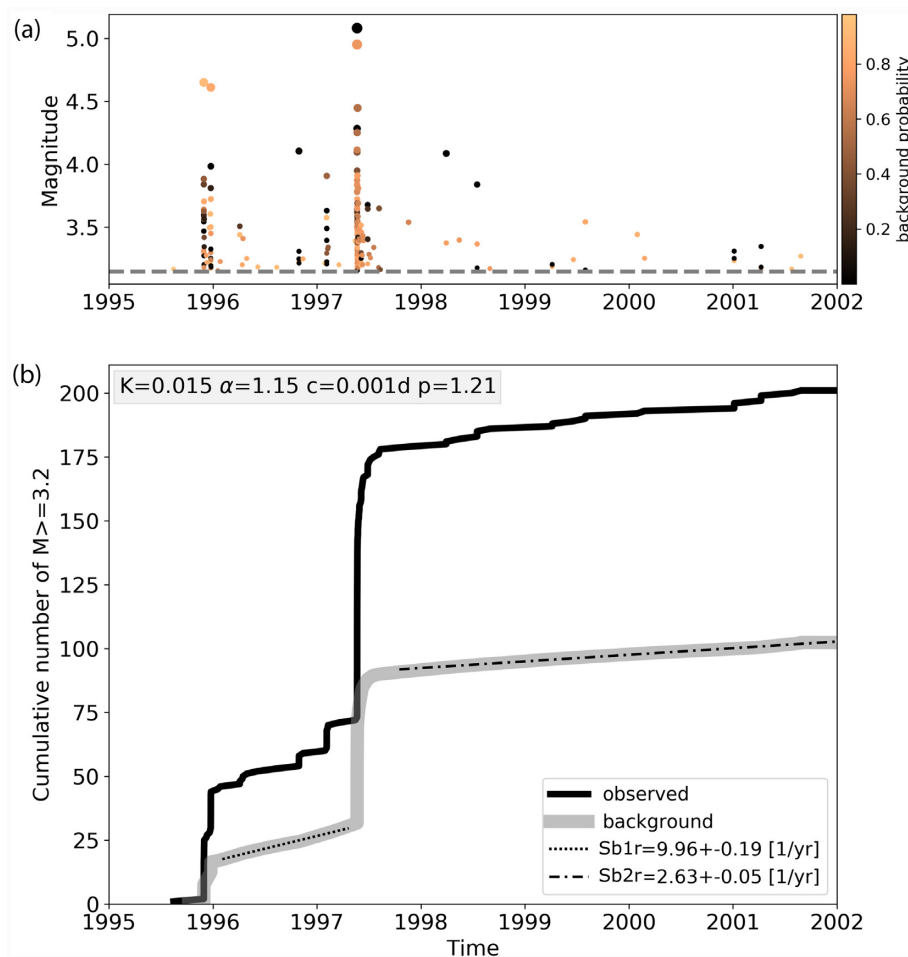 (a)
Magnitude
5.0
4.5
4.0
3.5
1995 1996 1997 1998 1999 2000 2001 2002
0.8
0.6
0.4
0.2
background probability
(b)
K=0.015 α=1.15 c=0.001d p=1.21
Cumulative number of M>=3.2
200
175
150
125
100
75
50
25
0
observed
background
Sb1r=9.96+-0.19 [1/yr]
Sb2r=2.63+-0.05 [1/yr]
1995 1996 1997 1998 1999 2000 2001 2002
Time